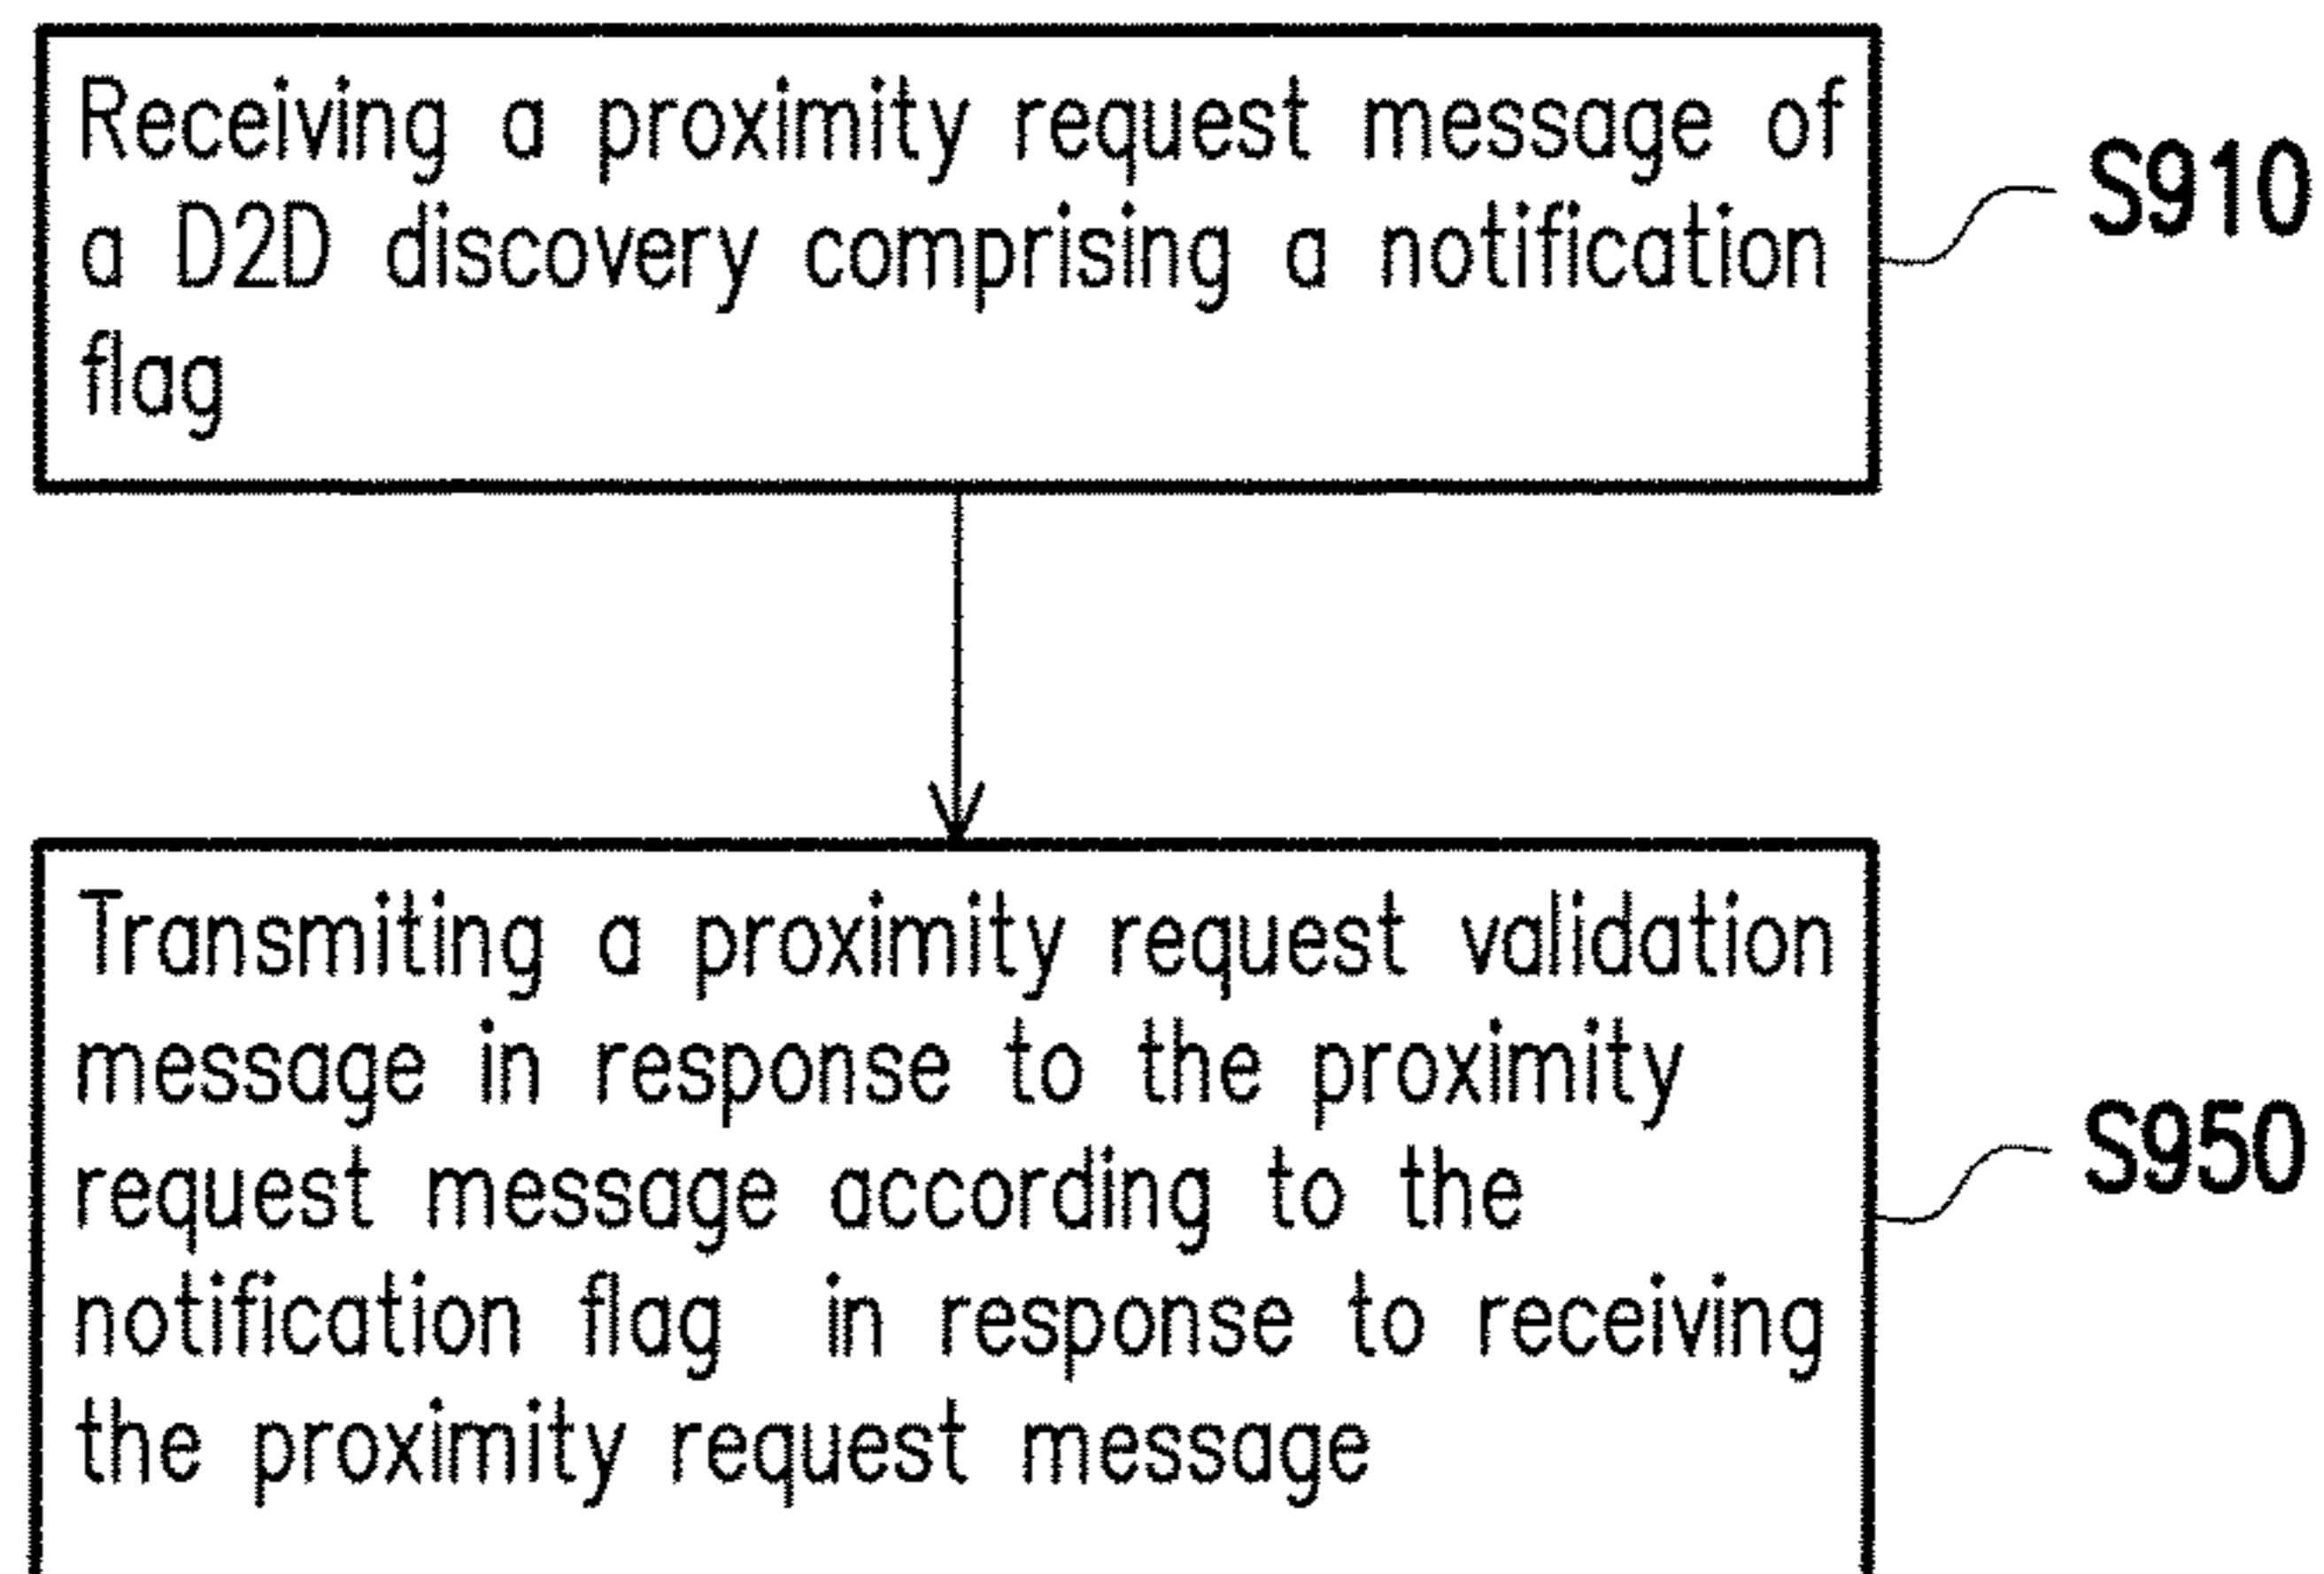 Receiving a proximity request message of
a D2D discovery comprising a notification
flag
S910
Transmiting a proximity request validation
message in response to the proximity
request message according to the
notification flag in response to receiving
the proximity request message
S950